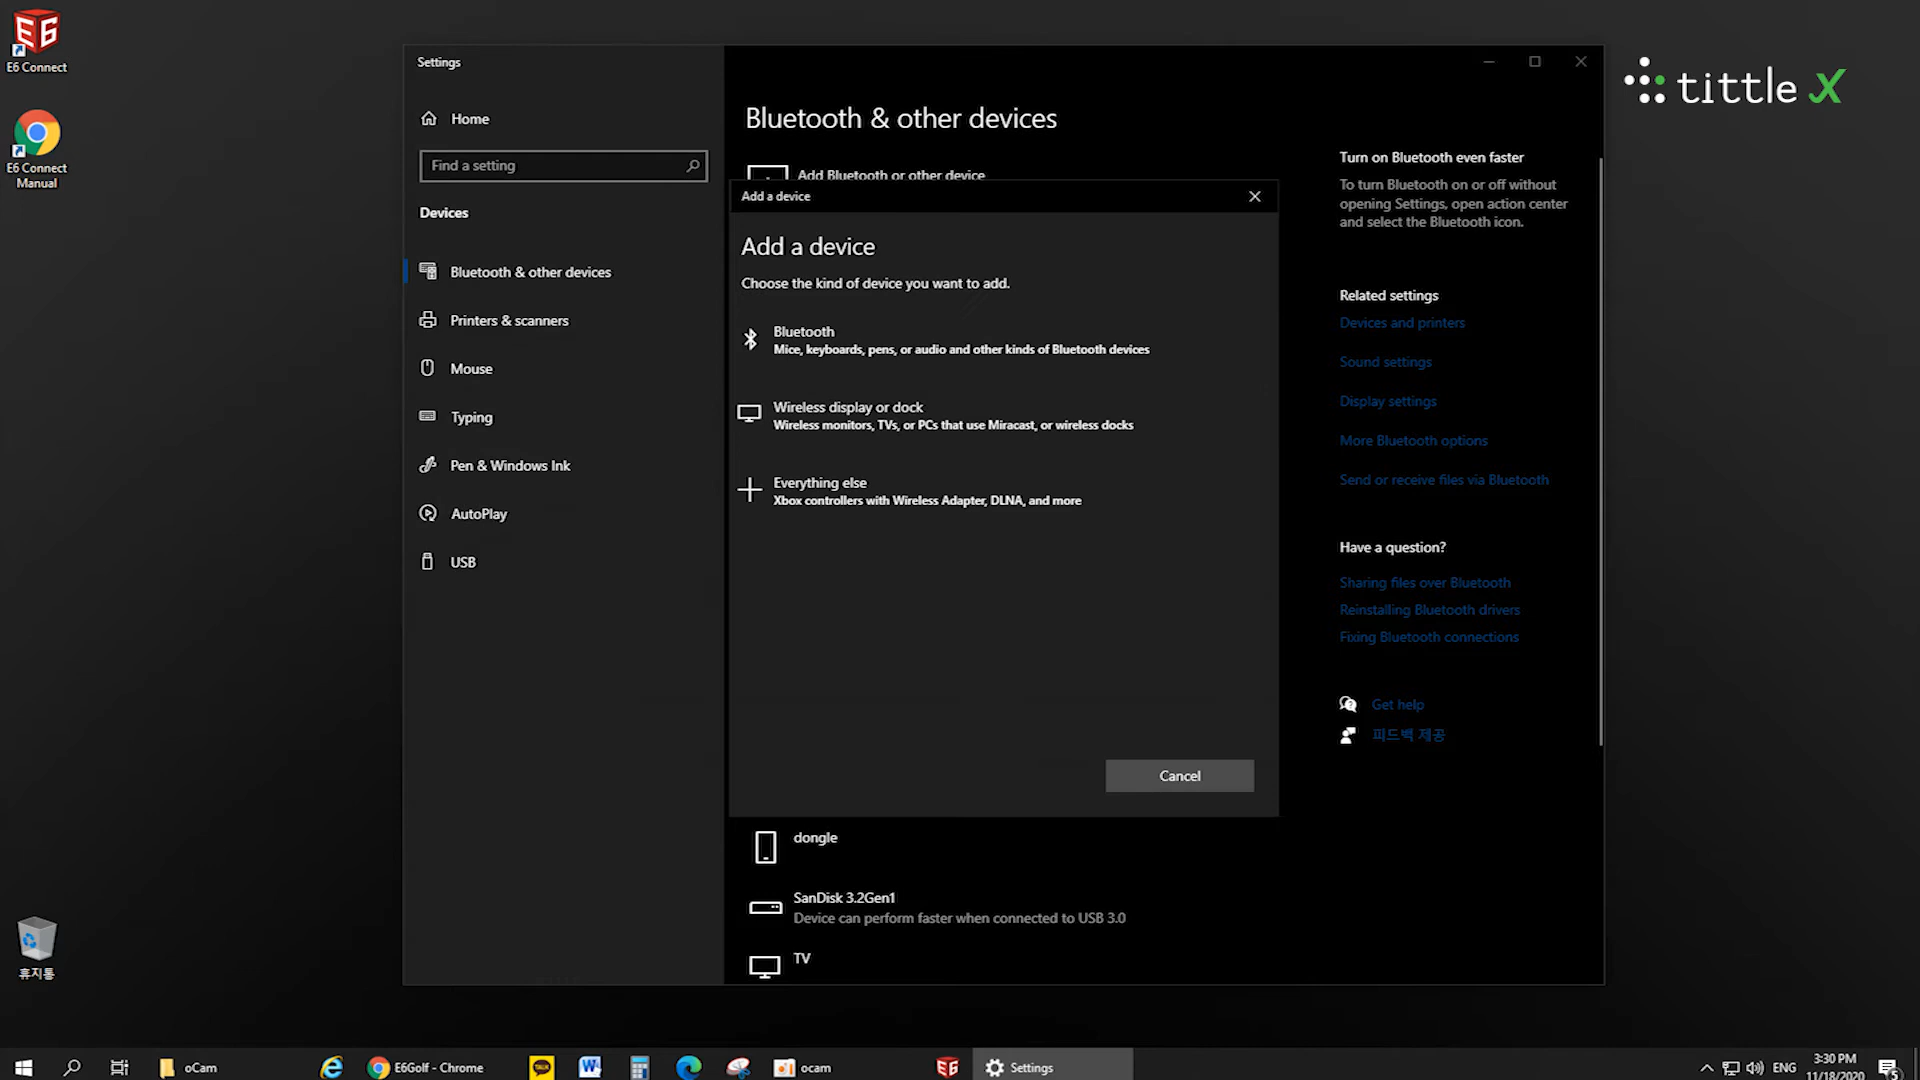 E6 Connect
E6 Connect
Manual
휴지통
Settings
Home
Find a setting
Devices
Bluetooth & other devices
Printers & scanners
Mouse
Typing
Pen & Windows Ink
AutoPlay
USB
Bluetooth & other devices
Add Bluetooth or other device
Add a device
Add a device
Choose the kind of device you want to add.
Bluetooth
Mice, keyboards, pens, or audio and other kinds of Bluetooth devices
Wireless display or dock
Wireless monitors, TVs, or PCs that use Miracast, or wireless docks
Everything else
Xbox controllers with Wireless Adapter, DLNA, and more
Cancel
dongle
SanDisk 3.2Gen1
Device can perform faster when connected to USB 3.0
TV
Turn on Bluetooth even faster
To turn Bluetooth on or off without
opening Settings, open action center
and select the Bluetooth icon.
Related settings
Devices and printers
Sound settings
Display settings
More Bluetooth options
Send or receive files via Bluetooth
Have a question?
Sharing files over Bluetooth
Reinstalling Bluetooth drivers
Fixing Bluetooth connections
Get help
피드백 제공
tittle X
oCam
E6Golf - Chrome
ocam
Settings
ENG
3:30 PM
11/18/2020
5